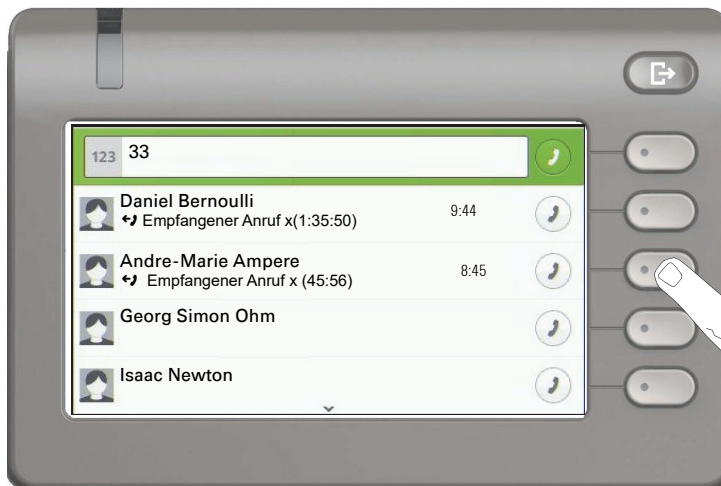 123 33
Daniel Bernoulli 9:44
Empfangener Anruf x(1:35:50)
Andre-Marie Ampere 8:45
Empfangener Anruf x (45:56)
Georg Simon Ohm
Isaac Newton